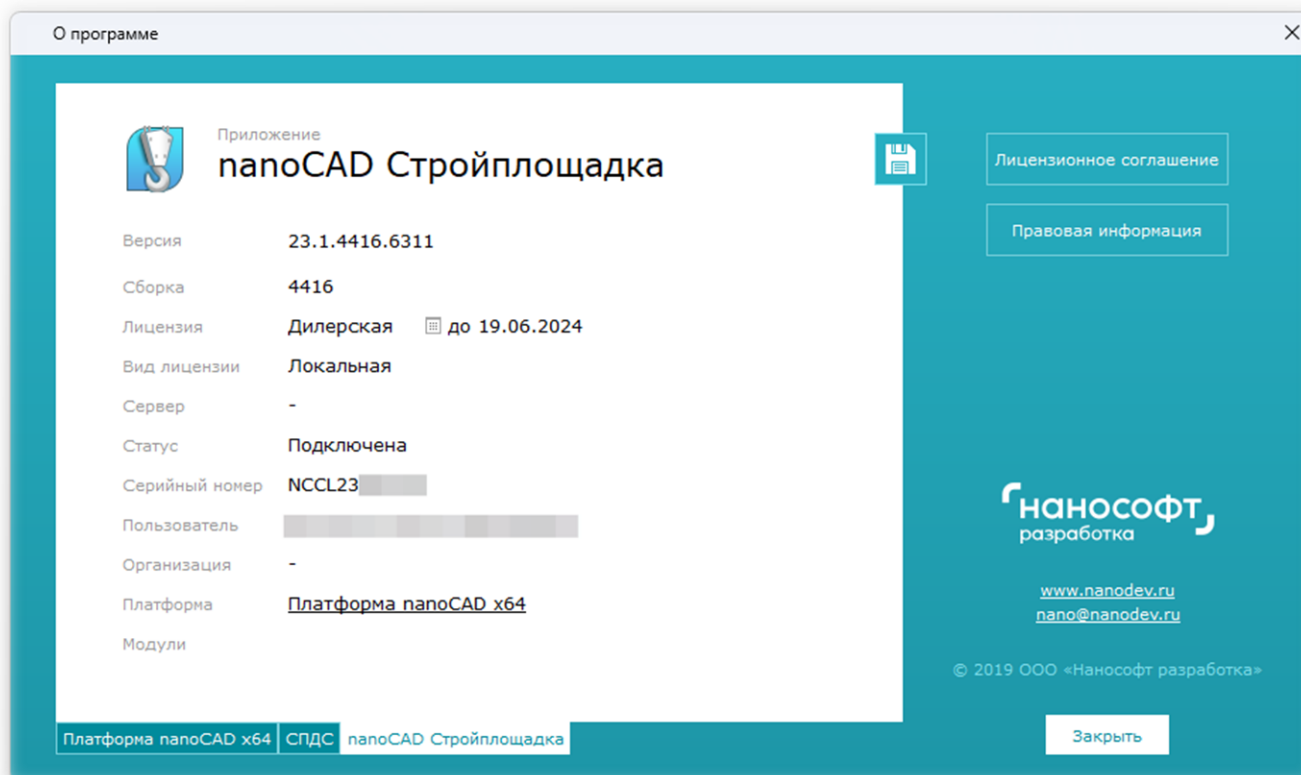 О программе
Приложение
nanoCAD Стройплощадка
Версия 23.1.4416.6311
Сборка 4416
Лицензия Дилерская до 19.06.2024
Вид лицензии Локальная
Сервер -
Статус Подключена
Серийный номер NCCL23
Пользователь
Организация -
Платформа Платформа nanoCAD x64
Модули
Платформа nanoCAD x64 СПДС nanoCAD Стройплощадка
Лицензионное соглашение
Правовая информация
нанософт
разработка
www.nanodev.ru
nano@nanodev.ru
© 2019 ООО «Нанософт разработка»
Закрыть